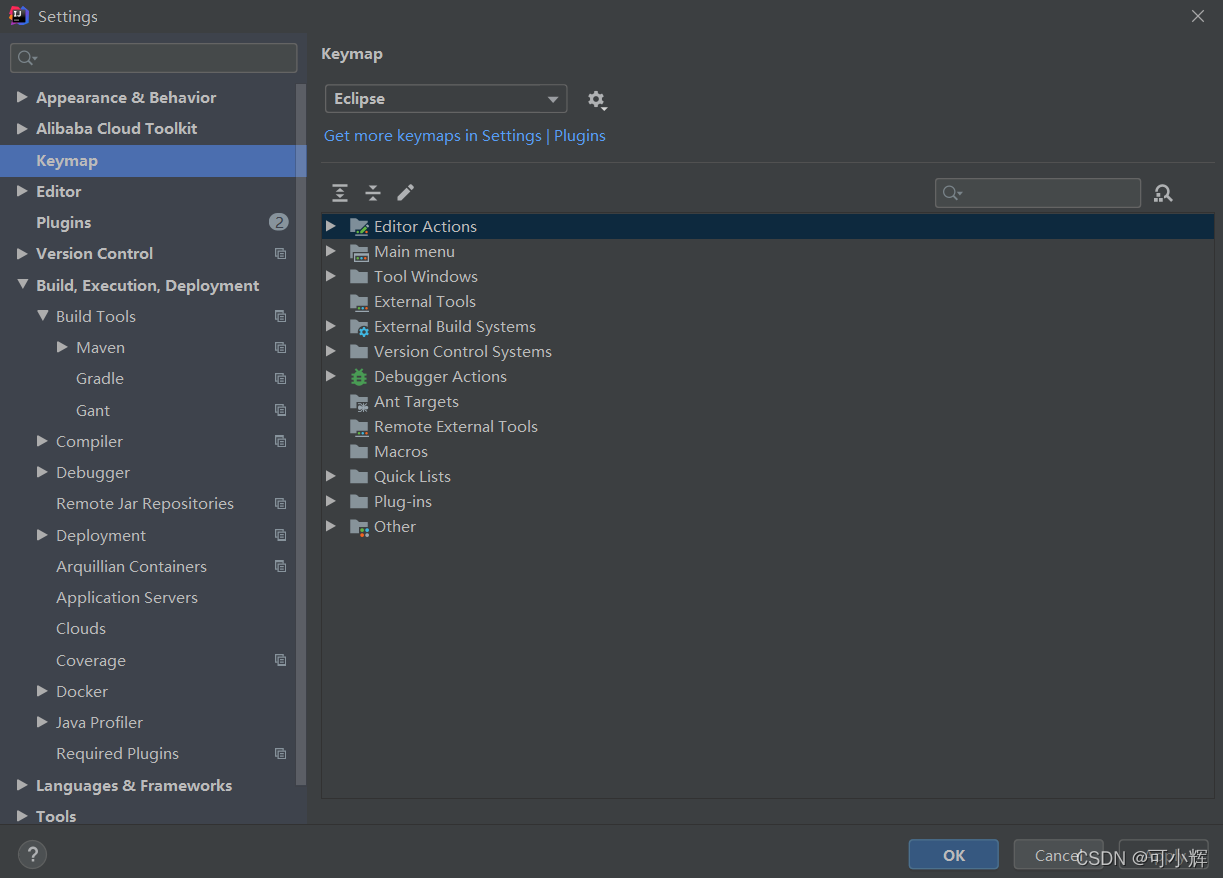 Settings
Keymap
Eclipse
Get more keymaps in Settings | Plugins
Appearance & Behavior
Alibaba Cloud Toolkit
Keymap
Editor
Plugins 2
Version Control
Build, Execution, Deployment
Build Tools
Maven
Gradle
Gant
Compiler
Debugger
Remote Jar Repositories
Deployment
Arquillian Containers
Application Servers
Clouds
Coverage
Docker
Java Profiler
Required Plugins
Languages & Frameworks
Tools
Editor Actions
Main menu
Tool Windows
External Tools
External Build Systems
Version Control Systems
Debugger Actions
Ant Targets
Remote External Tools
Macros
Quick Lists
Plug-ins
Other
?
OK
Cancel
CSDN @可小辉